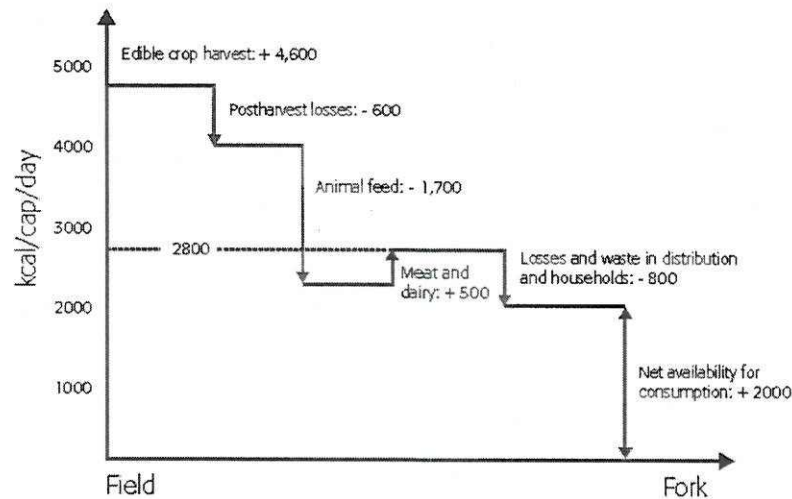 Edible crop harvest: + 4,600
5000
Postharvest losses: - 600
4000
Animal feed: - 1,700
3000
2800
Losses and waste in distribution
and households: - 800
Meat and
dairy: + 500
2000
Net availability for
consumption: + 2000
1000
kcal/cap/day
Field
Fork